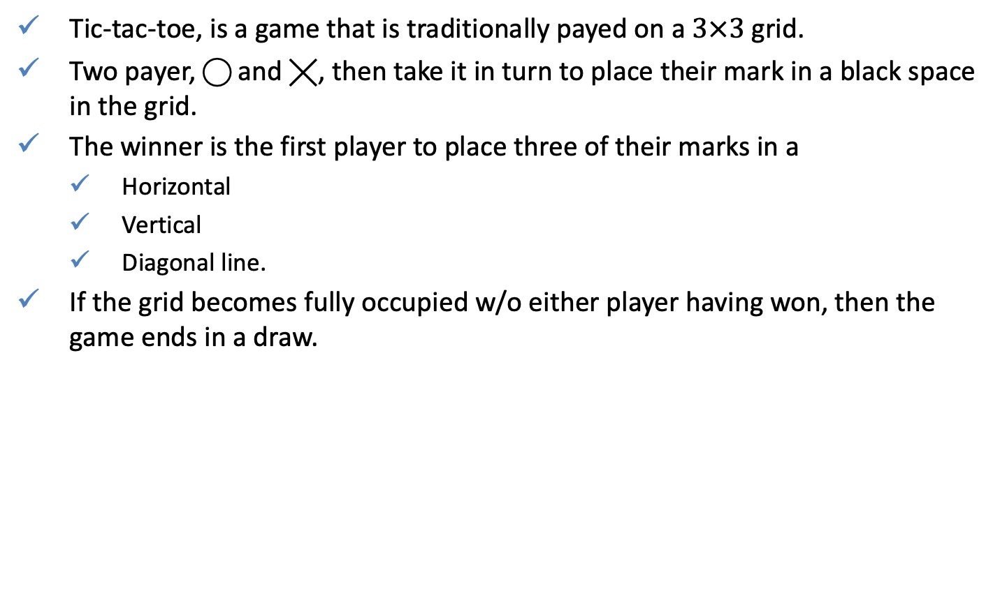 ✓ Tic-tac-toe, is a game that is traditionally payed on a 3×3 grid.
✓ Two payer, ◯ and ╳, then take it in turn to place their mark in a black space
in the grid.
✓ The winner is the first player to place three of their marks in a
✓ Horizontal
✓ Vertical
✓ Diagonal line.
✓ If the grid becomes fully occupied w/o either player having won, then the
game ends in a draw.